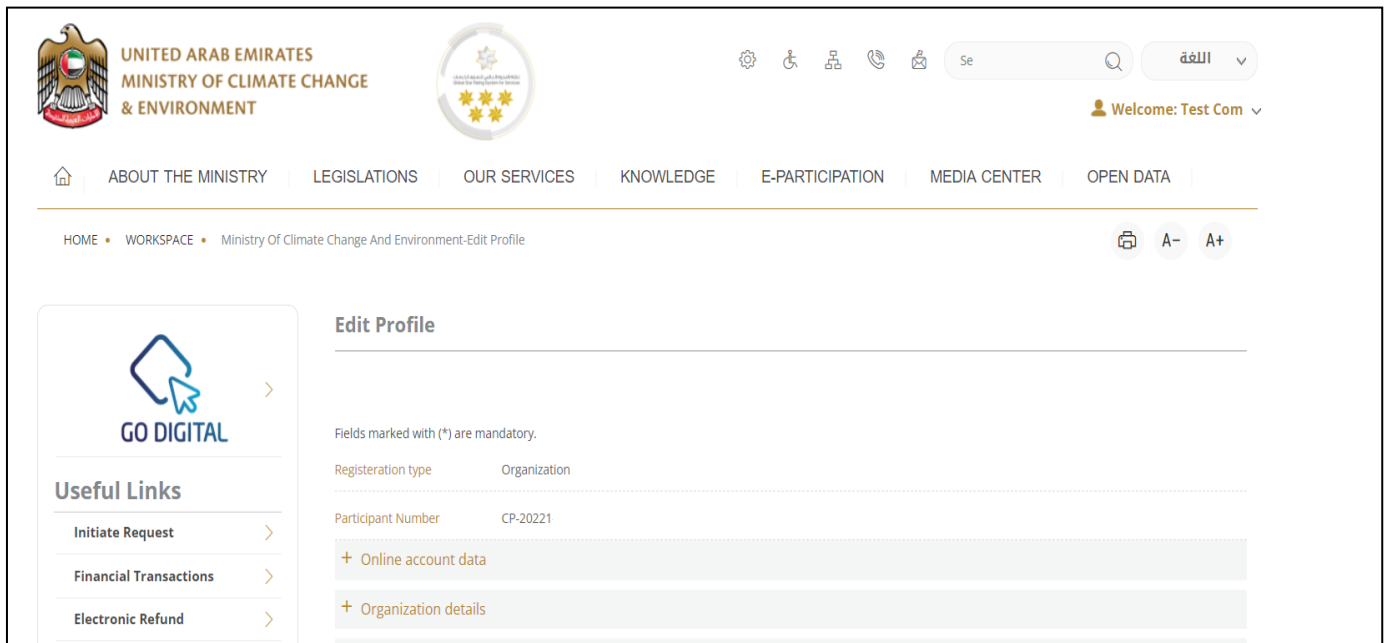 UNITED ARAB EMIRATES
MINISTRY OF CLIMATE CHANGE
& ENVIRONMENT
Se
اللغة
Welcome: Test Com
ABOUT THE MINISTRY
LEGISLATIONS
OUR SERVICES
KNOWLEDGE
E-PARTICIPATION
MEDIA CENTER
OPEN DATA
HOME • WORKSPACE • Ministry Of Climate Change And Environment-Edit Profile
A- A+
GO DIGITAL
Useful Links
Initiate Request
Financial Transactions
Electronic Refund
Edit Profile
Fields marked with (*) are mandatory.
Registeration type Organization
Participant Number CP-20221
+ Online account data
+ Organization details